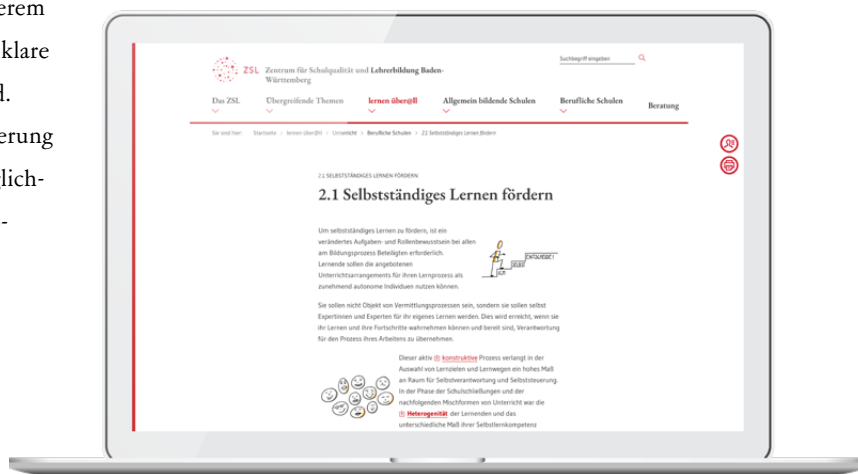 erem
klare
d.
erung
glich-
-
Suchbegriff eingeben
ZSL Zentrum für Schulqualität und Lehrerbildung Baden-
Württemberg
Das ZSL
Übergreifende Themen
lernen über@ll
Allgemein bildende Schulen
Berufliche Schulen
Beratung
Sie sind hier: Startseite > lernen über@ll > Unterricht > Berufliche Schulen > 2.1 Selbstständiges Lernen fördern
2.1 SELBSTSTÄNDIGES LERNEN FÖRDERN
2.1 Selbstständiges Lernen fördern
Um selbstständiges Lernen zu fördern, ist ein
verändertes Aufgaben- und Rollenbewusstsein bei allen
am Bildungsprozess Beteiligten erforderlich.
Lernende sollen die angebotenen
Unterrichtsarrangements für ihren Lernprozess als
zunehmend autonome Individuen nutzen können.
Sie sollen nicht Objekt von Vermittlungsprozessen sein, sondern sie sollen selbst
Expertinnen und Experten für ihr eigenes Lernen werden. Dies wird erreicht, wenn sie
ihr Lernen und ihre Fortschritte wahrnehmen können und bereit sind, Verantwortung
für den Prozess ihres Arbeitens zu übernehmen.
Dieser aktiv konstruktive Prozess verlangt in der
Auswahl von Lernzielen und Lernwegen ein hohes Maß
an Raum für Selbstverantwortung und Selbststeuerung.
In der Phase der Schulschließungen und der
nachfolgenden Mischformen von Unterricht war die
Heterogenität der Lernenden und das
unterschiedliche Maß ihrer Selbstlernkompetenz